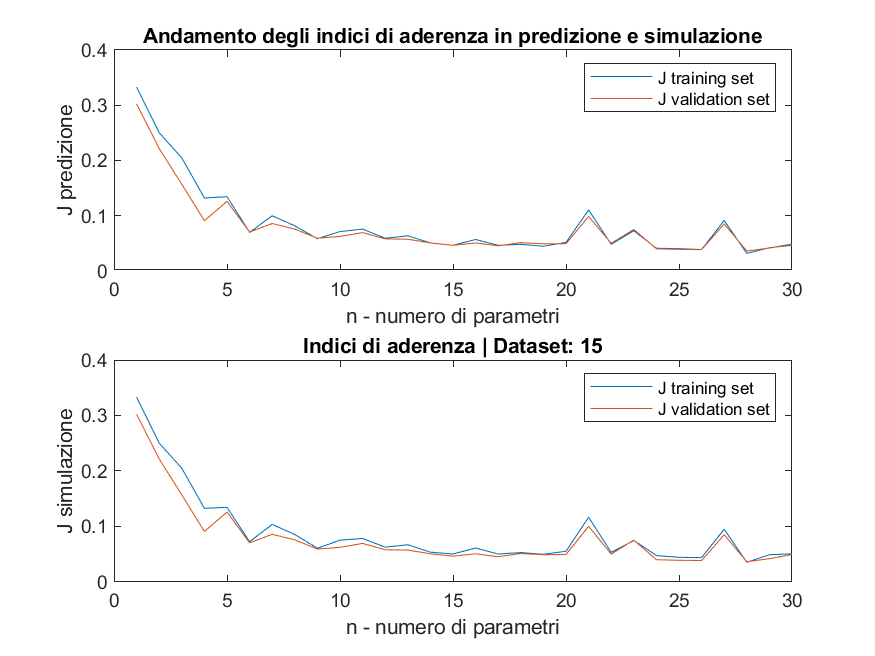 Andamento degli indici di aderenza in predizione e simulazione
0.4
0.3
0.2
0.1
0
J predizione
J training set
J validation set
0 5 10 15 20 25 30
n - numero di parametri
Indici di aderenza | Dataset: 15
0.4
0.3
0.2
0.1
0
J simulazione
J training set
J validation set
0 5 10 15 20 25 30
n - numero di parametri